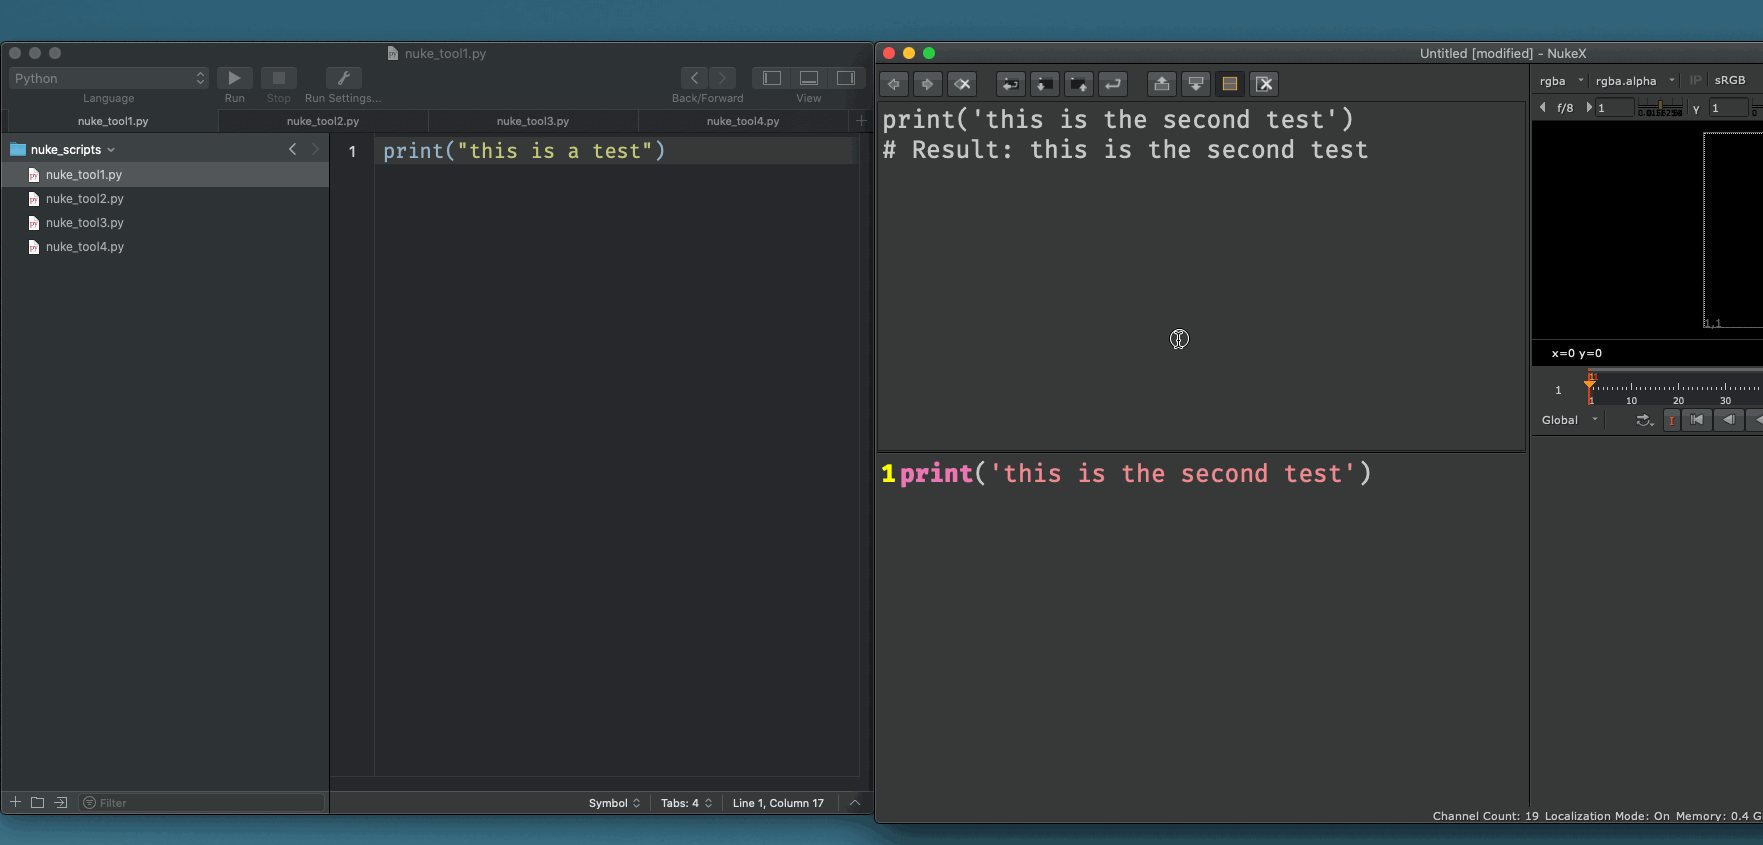 nuke_tool1.py
Python
Language
Run
Stop
Run Settings...
Back/Forward
View
nuke_tool1.py
nuke_tool2.py
nuke_tool3.py
nuke_tool4.py
nuke_scripts
nuke_tool1.py
nuke_tool2.py
nuke_tool3.py
nuke_tool4.py
1
print("this is a test")
Filter
Symbol
Tabs: 4
Line 1, Column 17
Untitled [modified] - NukeX
print('this is the second test')
# Result: this is the second test
1 print('this is the second test')
rgba
rgba.alpha
IP
sRGB
f/8
1
Y
1
1,1
x=0 y=0
1
1
10
20
30
Global
I
Channel Count: 19 Localization Mode: On Memory: 0.4 G